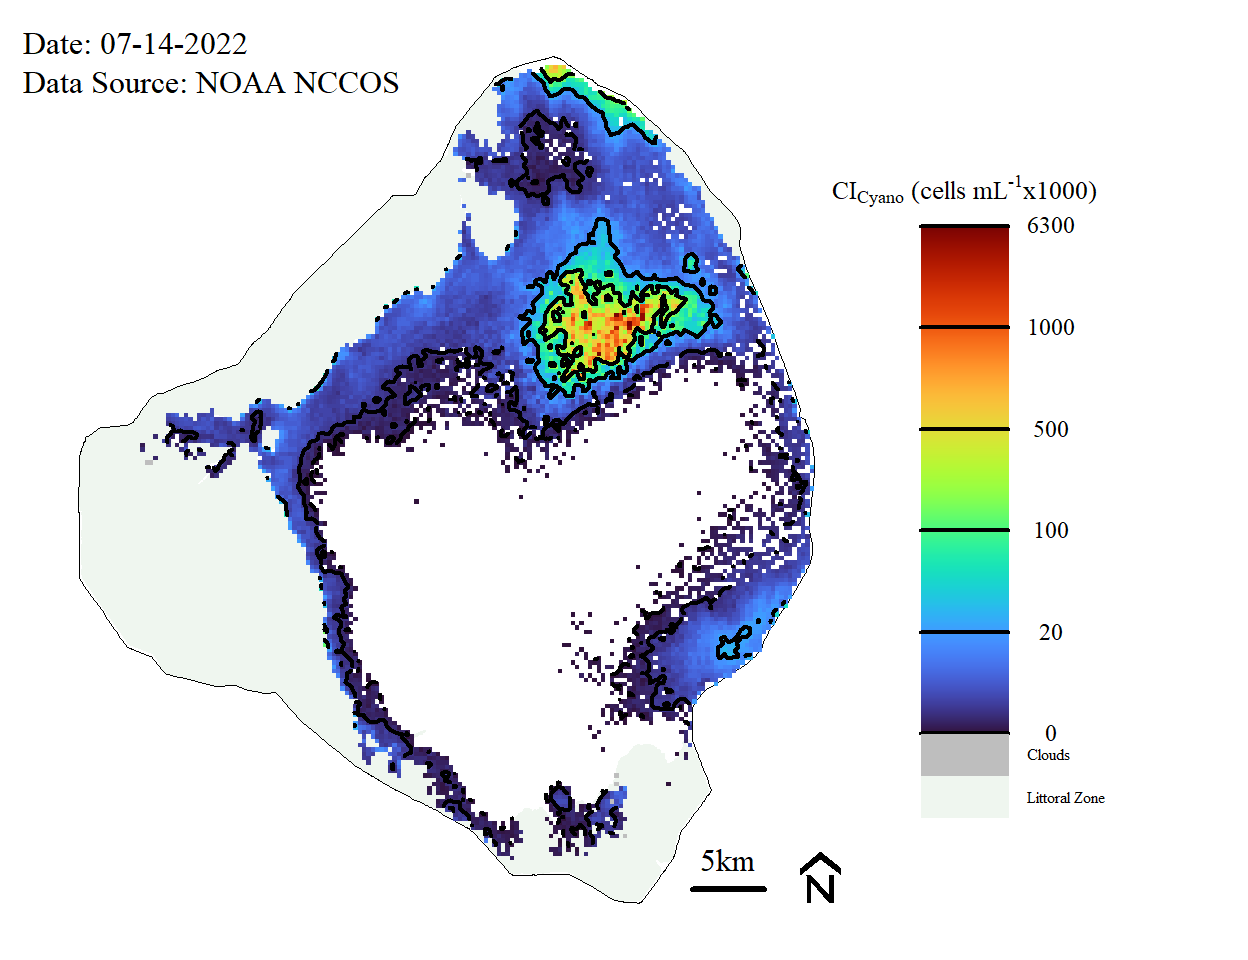 Date: 07-14-2022
Data Source: NOAA NCCOS
CICyano (cells mL-1x1000)
6300
1000
500
100
20
0
Clouds
Littoral Zone
5km
N